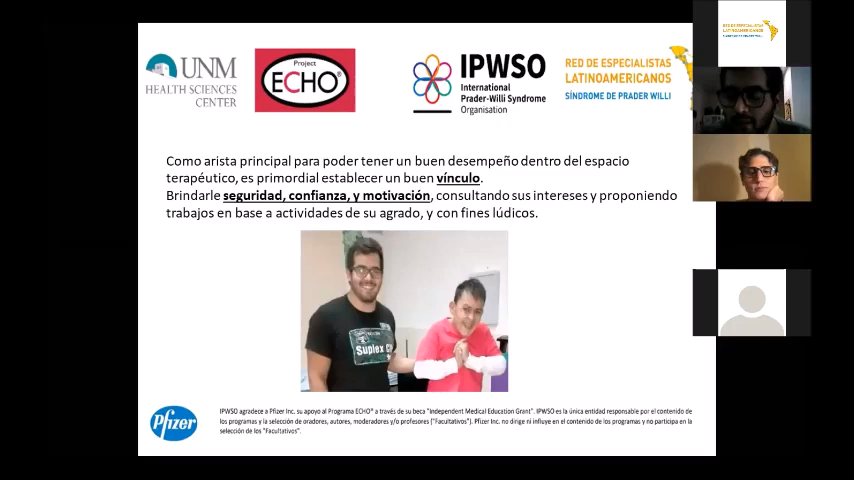 UNM
HEALTH SCIENCES
CENTER
Project
ECHO®
IPWSO
International
Prader-Willi Syndrome
Organisation
RED DE ESPECIALISTAS
LATINOAMERICANOS
SÍNDROME DE PRADER WILLI
RED DE ESPECIALISTAS
LATINOAMERICANOS
Como arista principal para poder tener un buen desempeño dentro del espacio
terapéutico, es primordial establecer un buen vínculo.
Brindarle seguridad, confianza, y motivación, consultando sus intereses y proponiendo
trabajos en base a actividades de su agrado, y con fines lúdicos.
Suplex
Pfizer
IPWSO agradece a Pfizer Inc. su apoyo al Programa ECHO® a través de su beca "Independent Medical Education Grant". IPWSO es la única entidad responsable por el contenido de
los programas y la selección de oradores, autores, moderadores y/o profesores ("Facultativos"). Pfizer Inc. no dirige ni influye en el contenido de los programas y no participa en la
selección de los "Facultativos".